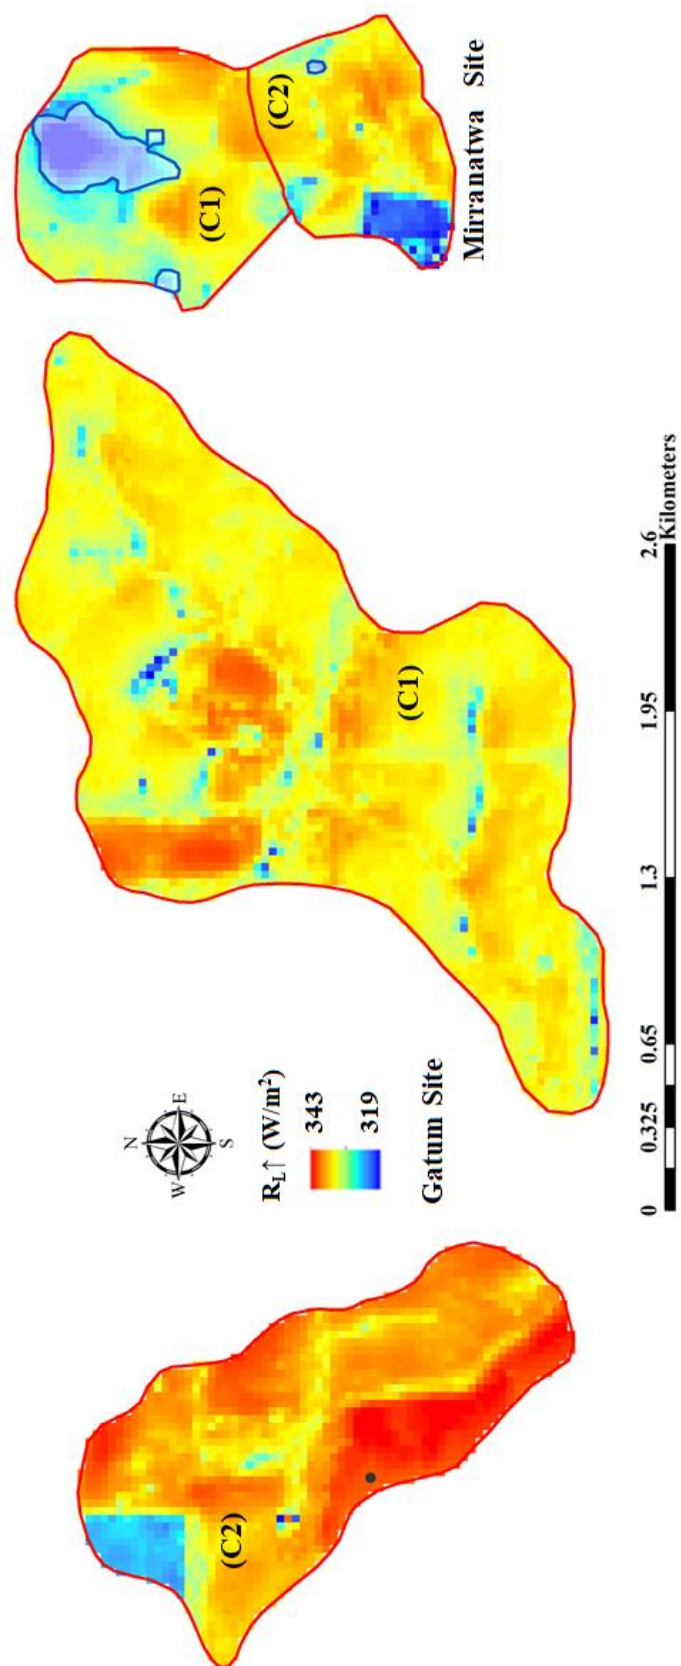 (C2)
N
W E
S
R_L↑ (W/m²)
343
319
Gatum Site
(C1)
(C1)
(C2)
Mirranatwa Site
0 0.325 0.65 1.3 1.95 2.6
Kilometers